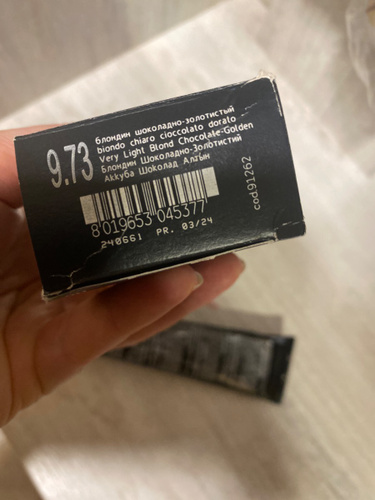 9.73
блондин шоколадно-золотистый
biondo chiaro cioccolato dorato
Very Light Blond Chocolate-Golden
Блондин Шоколадно-Золотистий
Аккуба Шоколад Алтын
8 019653 045377
240661 PR. 03/24
cod.91262